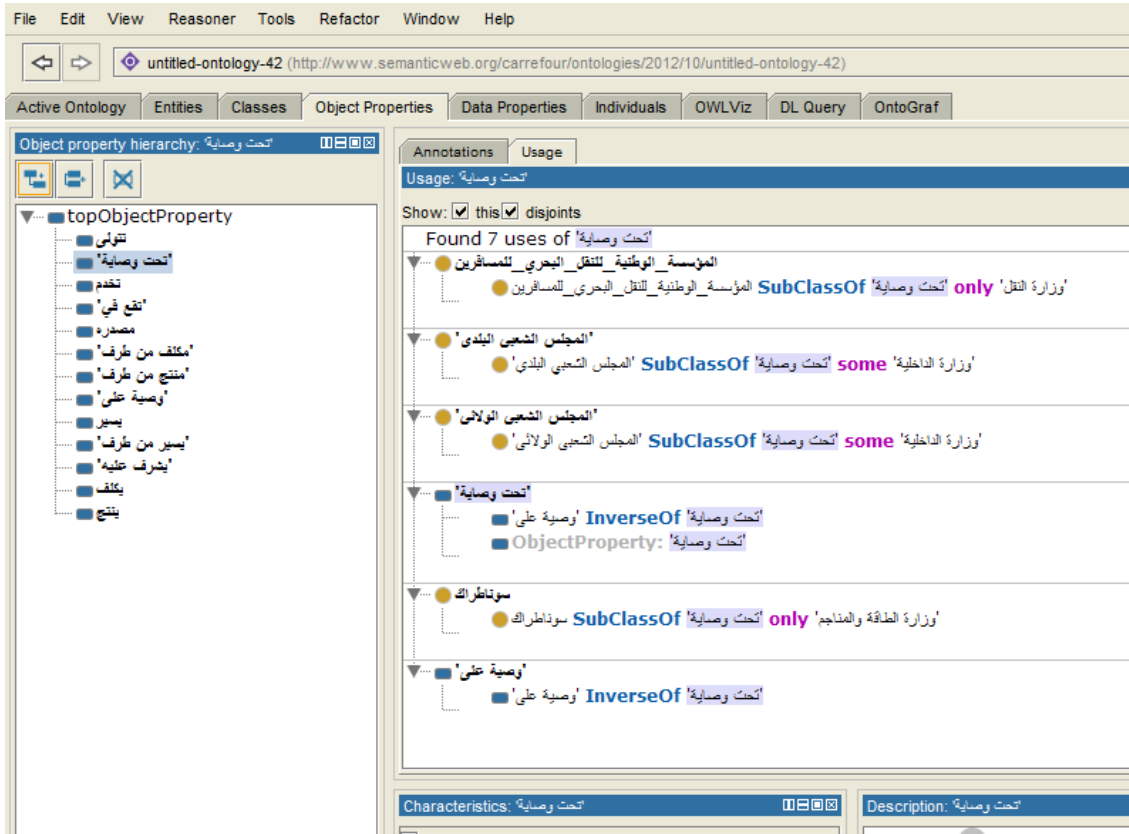 File Edit View Reasoner Tools Refactor Window Help
untitled-ontology-42 (http://www.semanticweb.org/carrefour/ontologies/2012/10/untitled-ontology-42)
Active Ontology Entities Classes Object Properties Data Properties Individuals OWLViz DL Query OntoGraf
Object property hierarchy: 'تحت وصاية'
topObjectProperty
تتولى
'تحت وصاية'
تخدم
'تقع في'
مصدره
'مكلف من طرف'
'منتج من طرف'
'وصية على'
يسير
'يسير من طرف'
'يشرف عليه'
يكلف
ينتج
Annotations Usage
Usage: 'تحت وصاية'
Show: this disjoints
Found 7 uses of 'تحت وصاية'
المؤسسة_الوطنية_للنقل_البحري_للمسافرين
المؤسسة_الوطنية_للنقل_البحري_للمسافرين SubClassOf 'تحت وصاية' only 'وزارة النقل'
'المجلس الشعبي البلدي'
'المجلس الشعبي البلدي' SubClassOf 'تحت وصاية' some 'وزارة الداخلية'
'المجلس الشعبي الولائي'
'المجلس الشعبي الولائي' SubClassOf 'تحت وصاية' some 'وزارة الداخلية'
'تحت وصاية'
'وصية على' InverseOf 'تحت وصاية'
ObjectProperty: 'تحت وصاية'
سوناطراك
سوناطراك SubClassOf 'تحت وصاية' only 'وزارة الطاقة والمناجم'
'وصية على'
'وصية على' InverseOf 'تحت وصاية'
Characteristics: 'تحت وصاية'
Description: 'تحت وصاية'